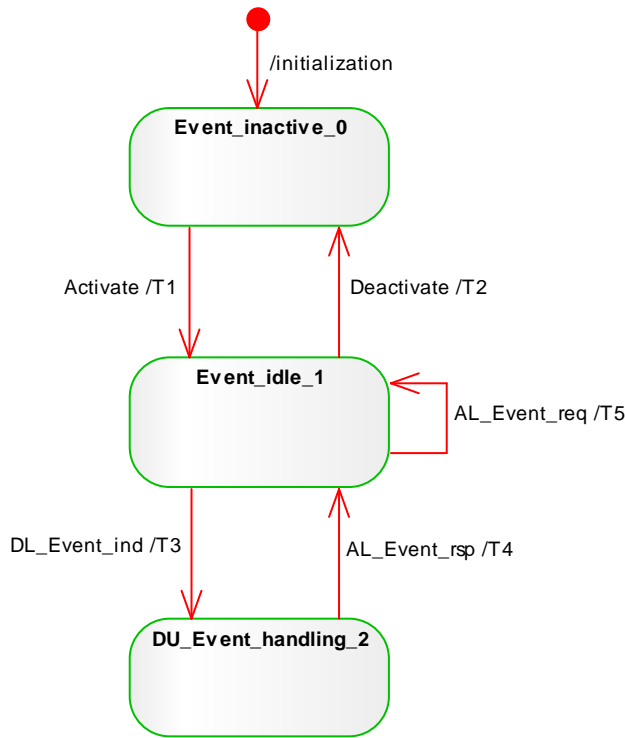 /initialization
Event_inactive_0
Activate /T1
Deactivate /T2
Event_idle_1
AL_Event_req /T5
DL_Event_ind /T3
AL_Event_rsp /T4
DU_Event_handling_2